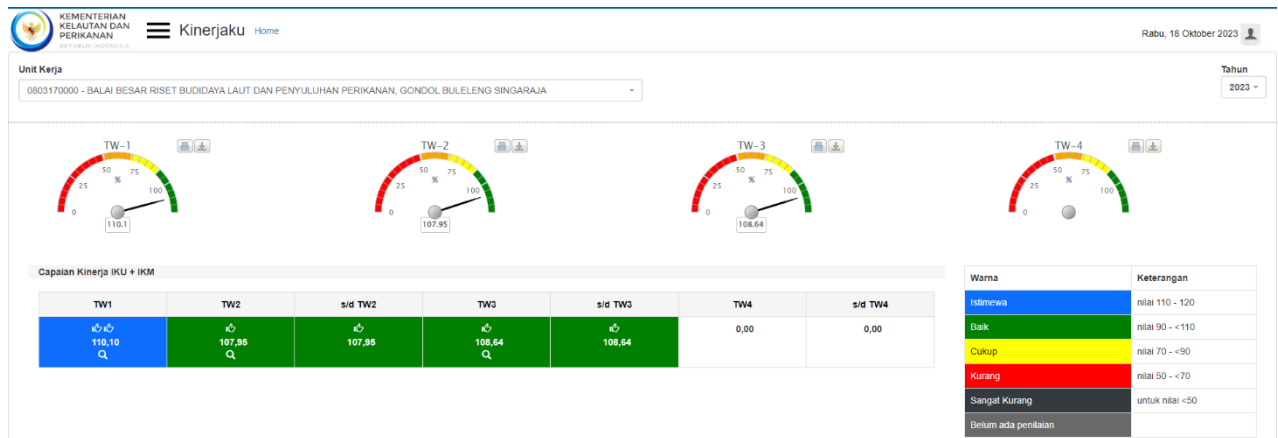 KEMENTERIAN
KELAUTAN DAN
PERIKANAN
REPUBLIK INDONESIA
Kinerjaku Home
Rabu, 18 Oktober 2023
Unit Kerja
Tahun
0803170000 - BALAI BESAR RISET BUDIDAYA LAUT DAN PENYULUHAN PERIKANAN, GONDOL BULELENG SINGARAJA
2023
TW-1
0 25 50 75 100
%
110.1
TW-2
0 25 50 75 100
%
107.95
TW-3
0 25 50 75 100
%
108.64
TW-4
0 25 50 75 100
%
Capaian Kinerja IKU + IKM
TW1 TW2 s/d TW2 TW3 s/d TW3 TW4 s/d TW4
110,10 107,95 107,95 108,64 108,64 0,00 0,00
Warna Keterangan
Istimewa nilai 110 - 120
Baik nilai 90 - <110
Cukup nilai 70 - <90
Kurang nilai 50 - <70
Sangat Kurang untuk nilai <50
Belum ada penilaian